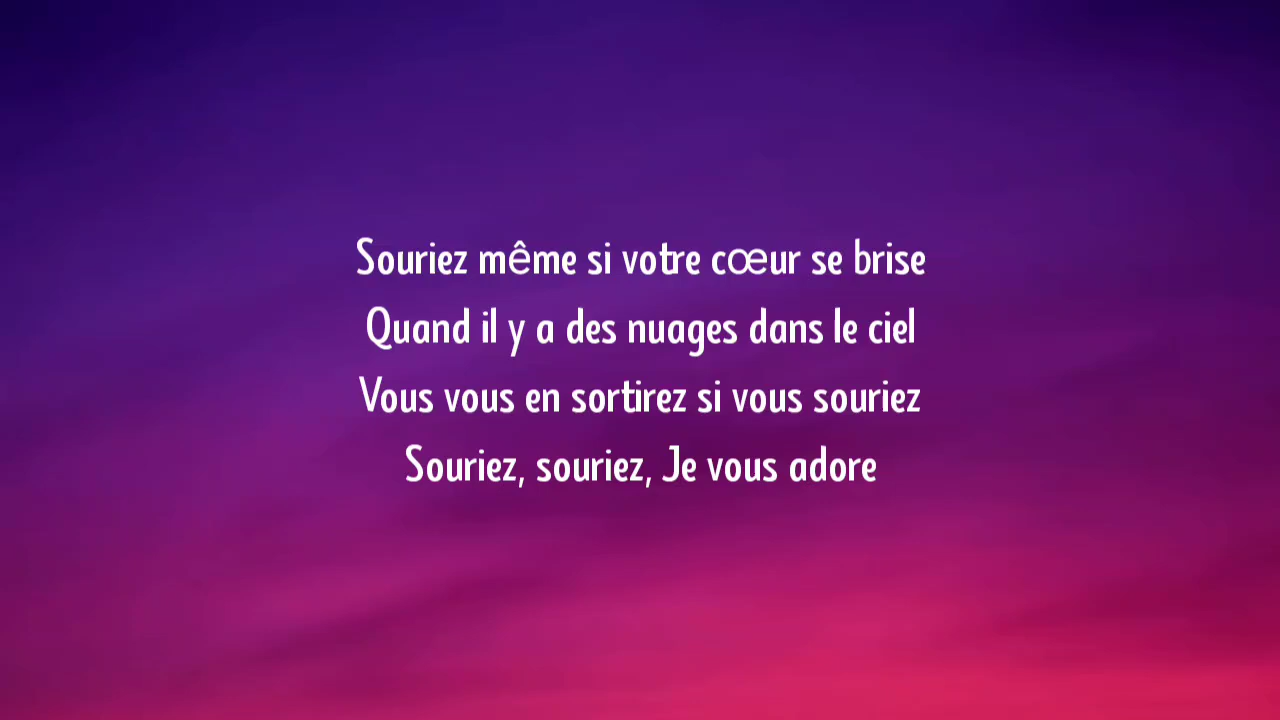 Souriez même si votre cœur se brise
Quand il y a des nuages dans le ciel
Vous vous en sortirez si vous souriez
Souriez, souriez, Je vous adore